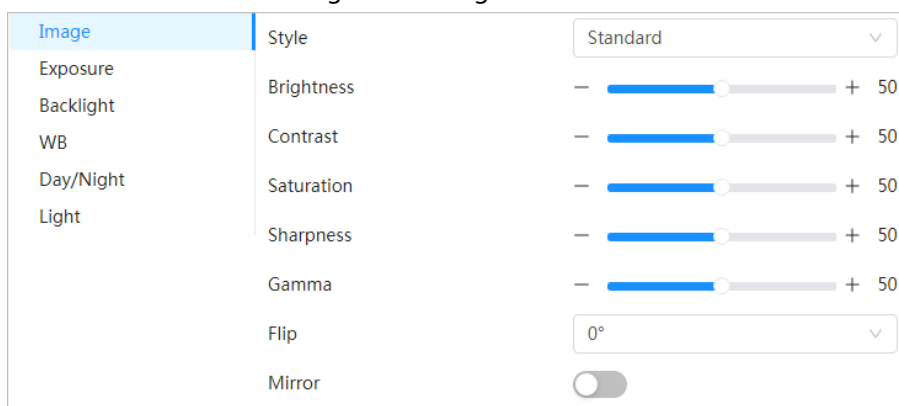 Image
Exposure
Backlight
WB
Day/Night
Light
Style Standard
Brightness − + 50
Contrast − + 50
Saturation − + 50
Sharpness − + 50
Gamma − + 50
Flip 0°
Mirror